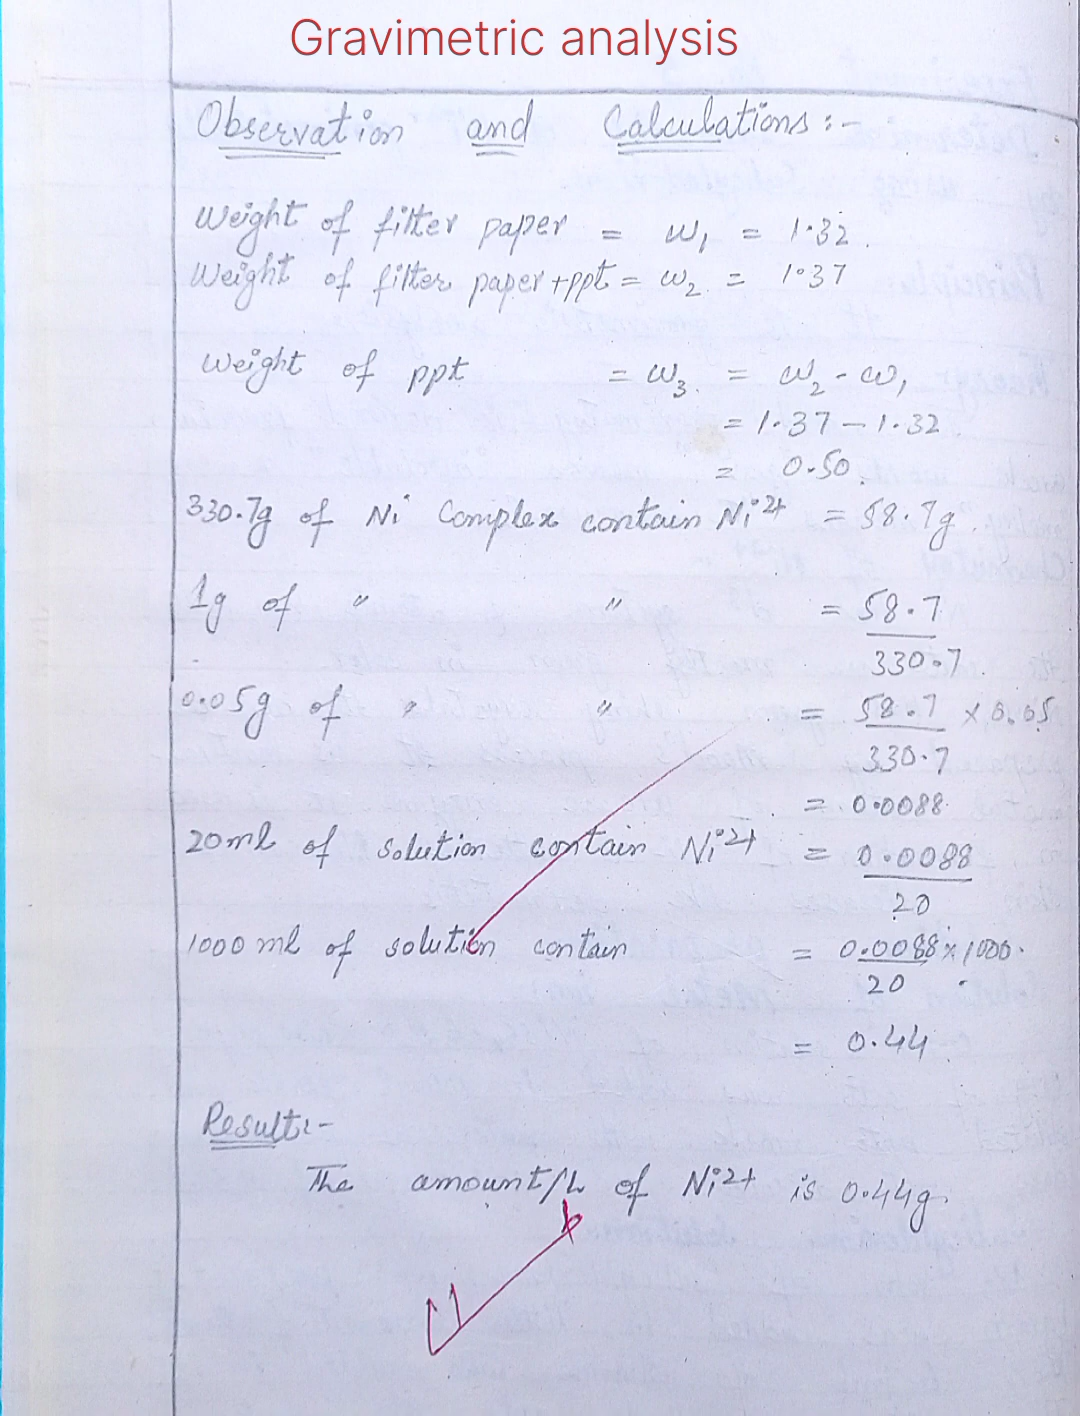 Gravimetric analysis
Observation and Calculations :-
Weight of filter paper = w₁ = 1.32.
Weight of filter paper + ppt = w₂ = 1.37
Weight of ppt = w₃ = w₂ - w₁
= 1.37 - 1.32
= 0.50.
330.7g of Ni Complex contain Ni²⁺ = 58.7g.
1g of " " = 58.7
330.7
0.05g of " " = 58.7 × 0.05
330.7
= 0.0088
20ml of solution contain Ni²⁺ = 0.0088
20
1000 ml of solution contain = 0.0088 × 1000.
20
= 0.44
Result:-
The amount/L of Ni²⁺ is 0.44g.